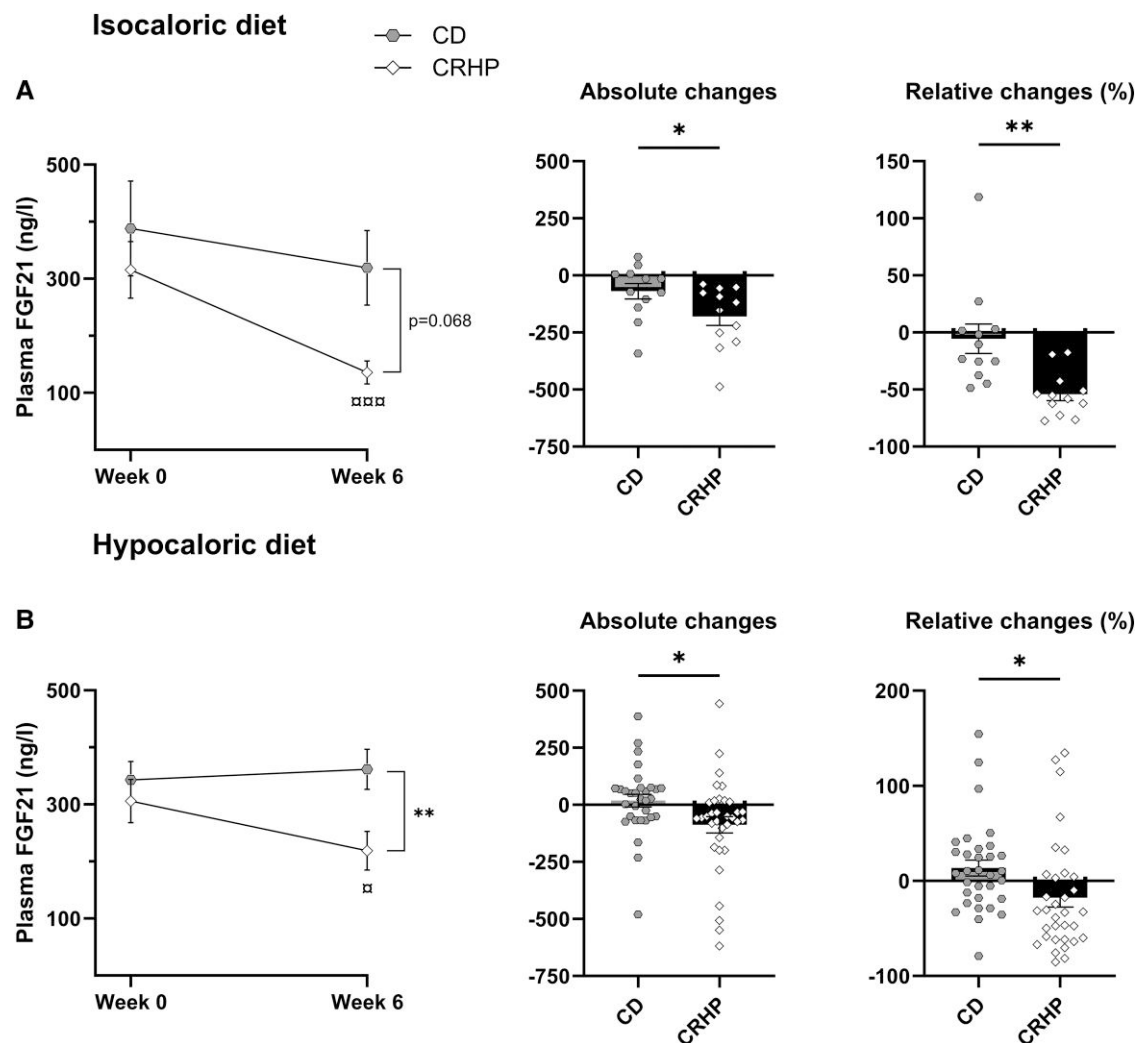 Isocaloric diet
CD
CRHP
A
Absolute changes
Relative changes (%)
*
**
Plasma FGF21 (ng/l)
500
300
100
p=0.068
¤¤¤
Week 0
Week 6
500
250
0
-250
-500
-750
CD
CRHP
150
100
50
0
-50
-100
CD
CRHP
Hypocaloric diet
B
Absolute changes
Relative changes (%)
*
*
Plasma FGF21 (ng/l)
500
300
100
**
¤
Week 0
Week 6
500
250
0
-250
-500
-750
CD
CRHP
200
100
0
-100
CD
CRHP